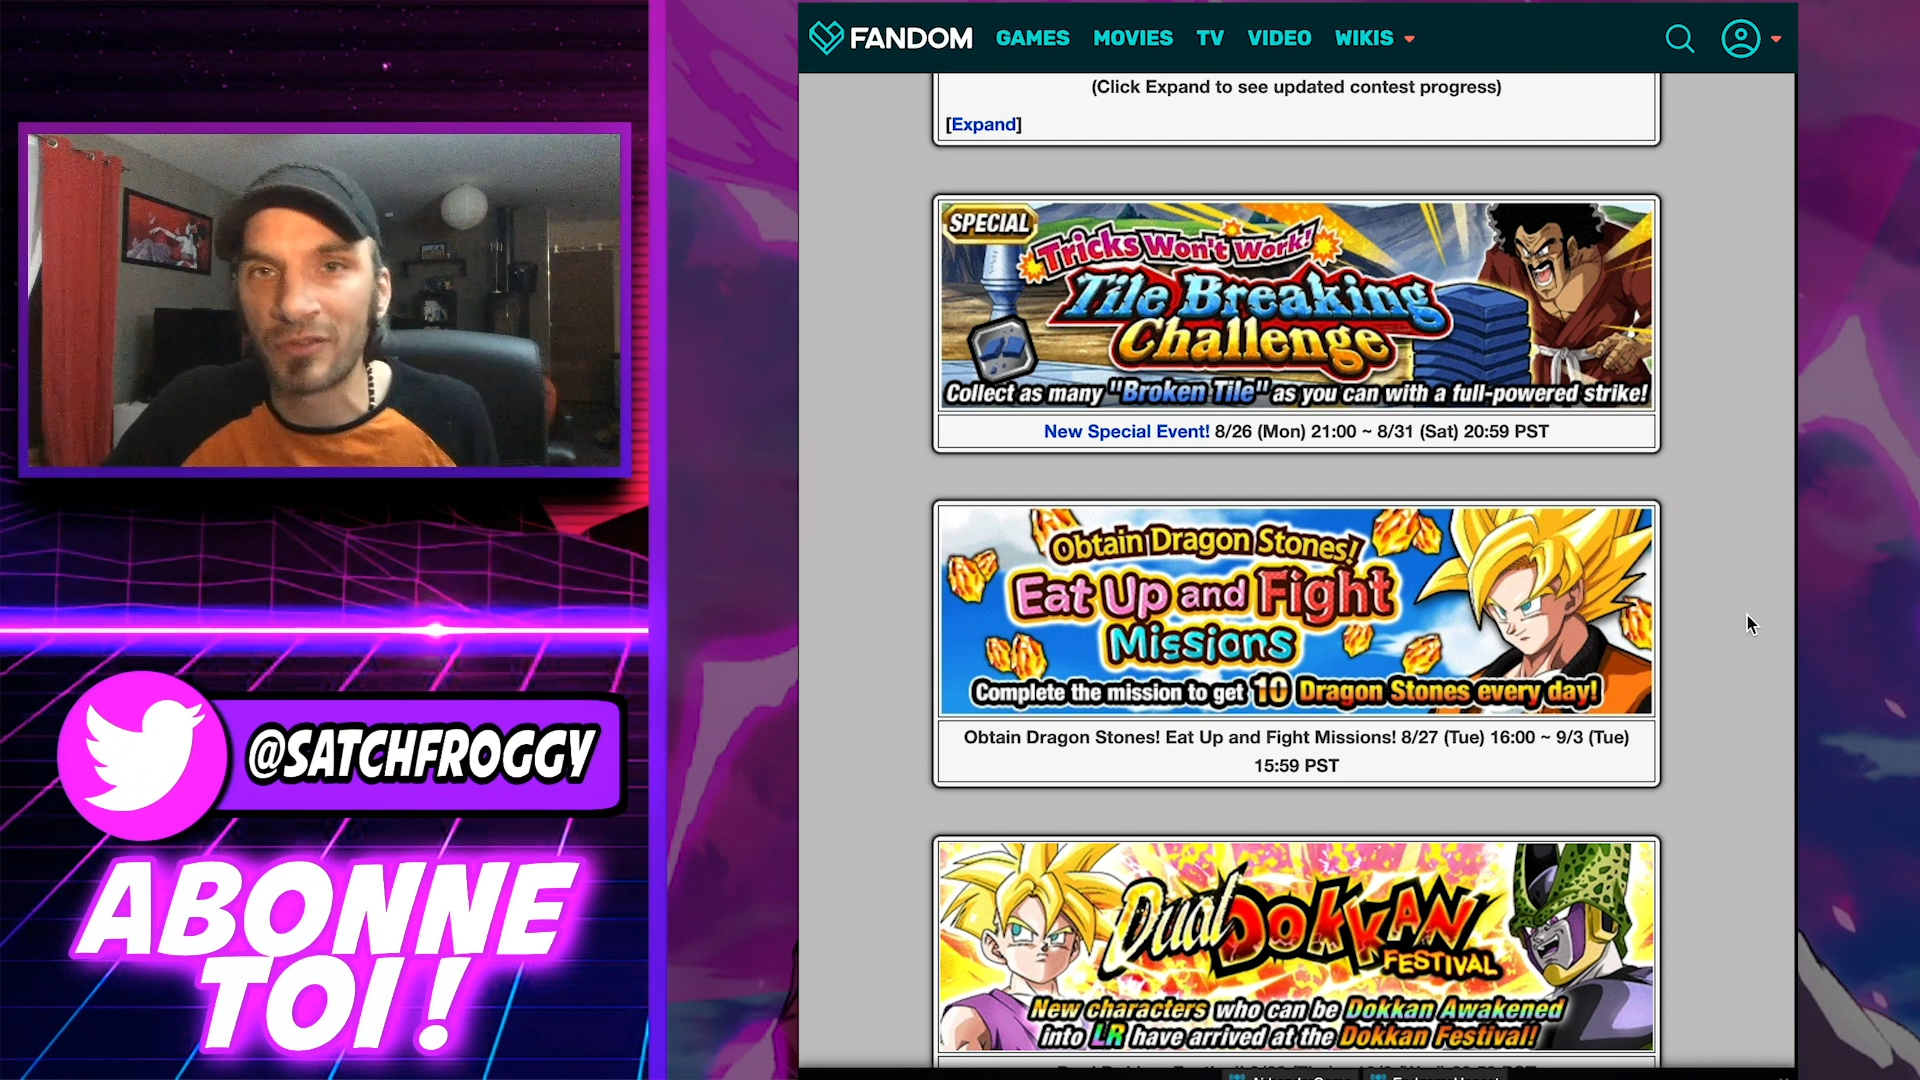 FANDOM GAMES MOVIES TV VIDEO WIKIS
(Click Expand to see updated contest progress)
[Expand]
SPECIAL
Tricks Won't Work!
Tile Breaking
Challenge
Collect as many "Broken Tile" as you can with a full-powered strike!
New Special Event! 8/26 (Mon) 21:00 ~ 8/31 (Sat) 20:59 PST
Obtain Dragon Stones!
Eat Up and Fight
Missions
Complete the mission to get 10 Dragon Stones every day!
Obtain Dragon Stones! Eat Up and Fight Missions! 8/27 (Tue) 16:00 ~ 9/3 (Tue)
15:59 PST
Dual DOKKAN
FESTIVAL
New characters who can be Dokkan Awakened
into LR have arrived at the Dokkan Festival!
@SATCHFROGGY
ABONNE
TOI !